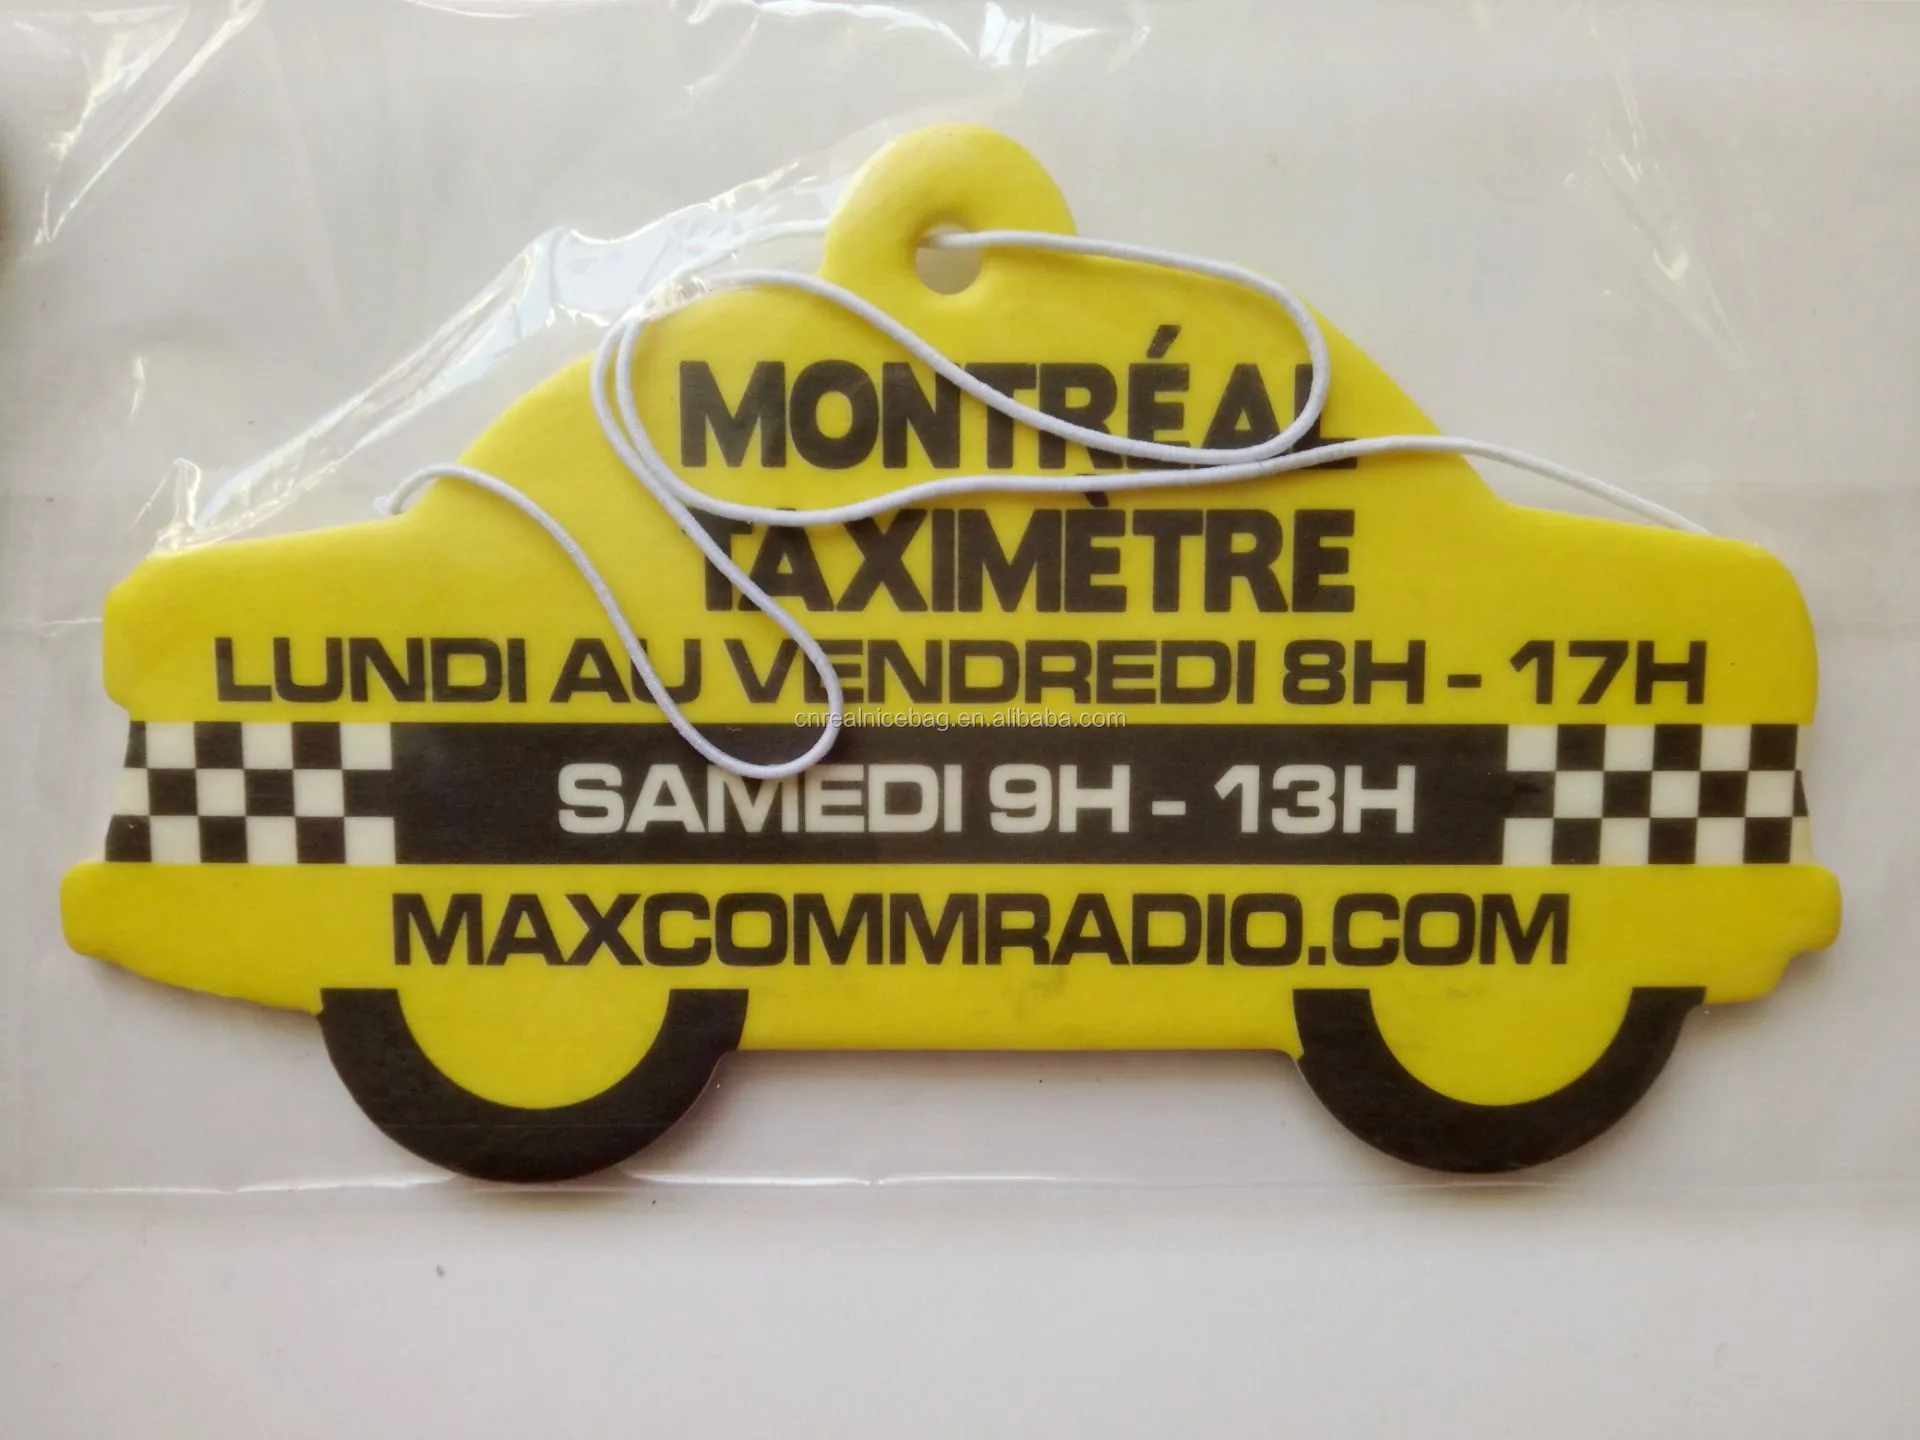 MONTRÉAL
TAXIMÈTRE
LUNDI AU VENDREDI 8H - 17H
cnrealnicebag.en.alibaba.com
SAMEDI 9H - 13H
MAXCOMMRADIO.COM